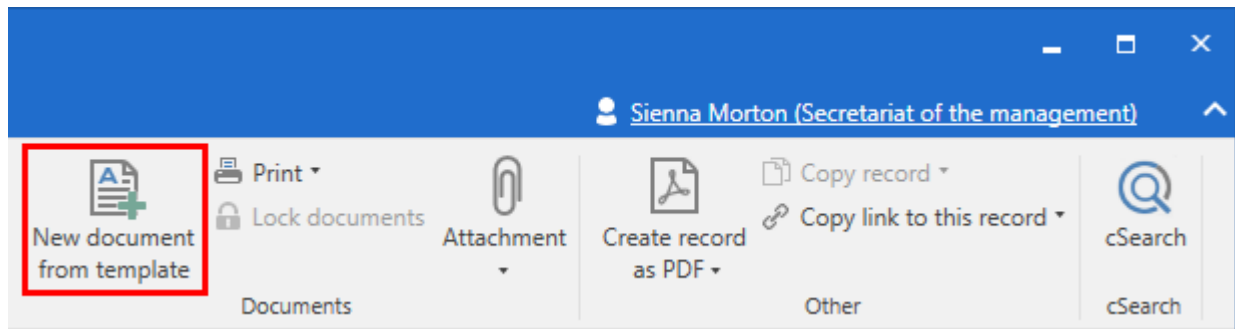 Sienna Morton (Secretariat of the management)
New document
from template
Print
Lock documents
Attachment
Create record
as PDF
Copy record
Copy link to this record
cSearch
Documents
Other
cSearch